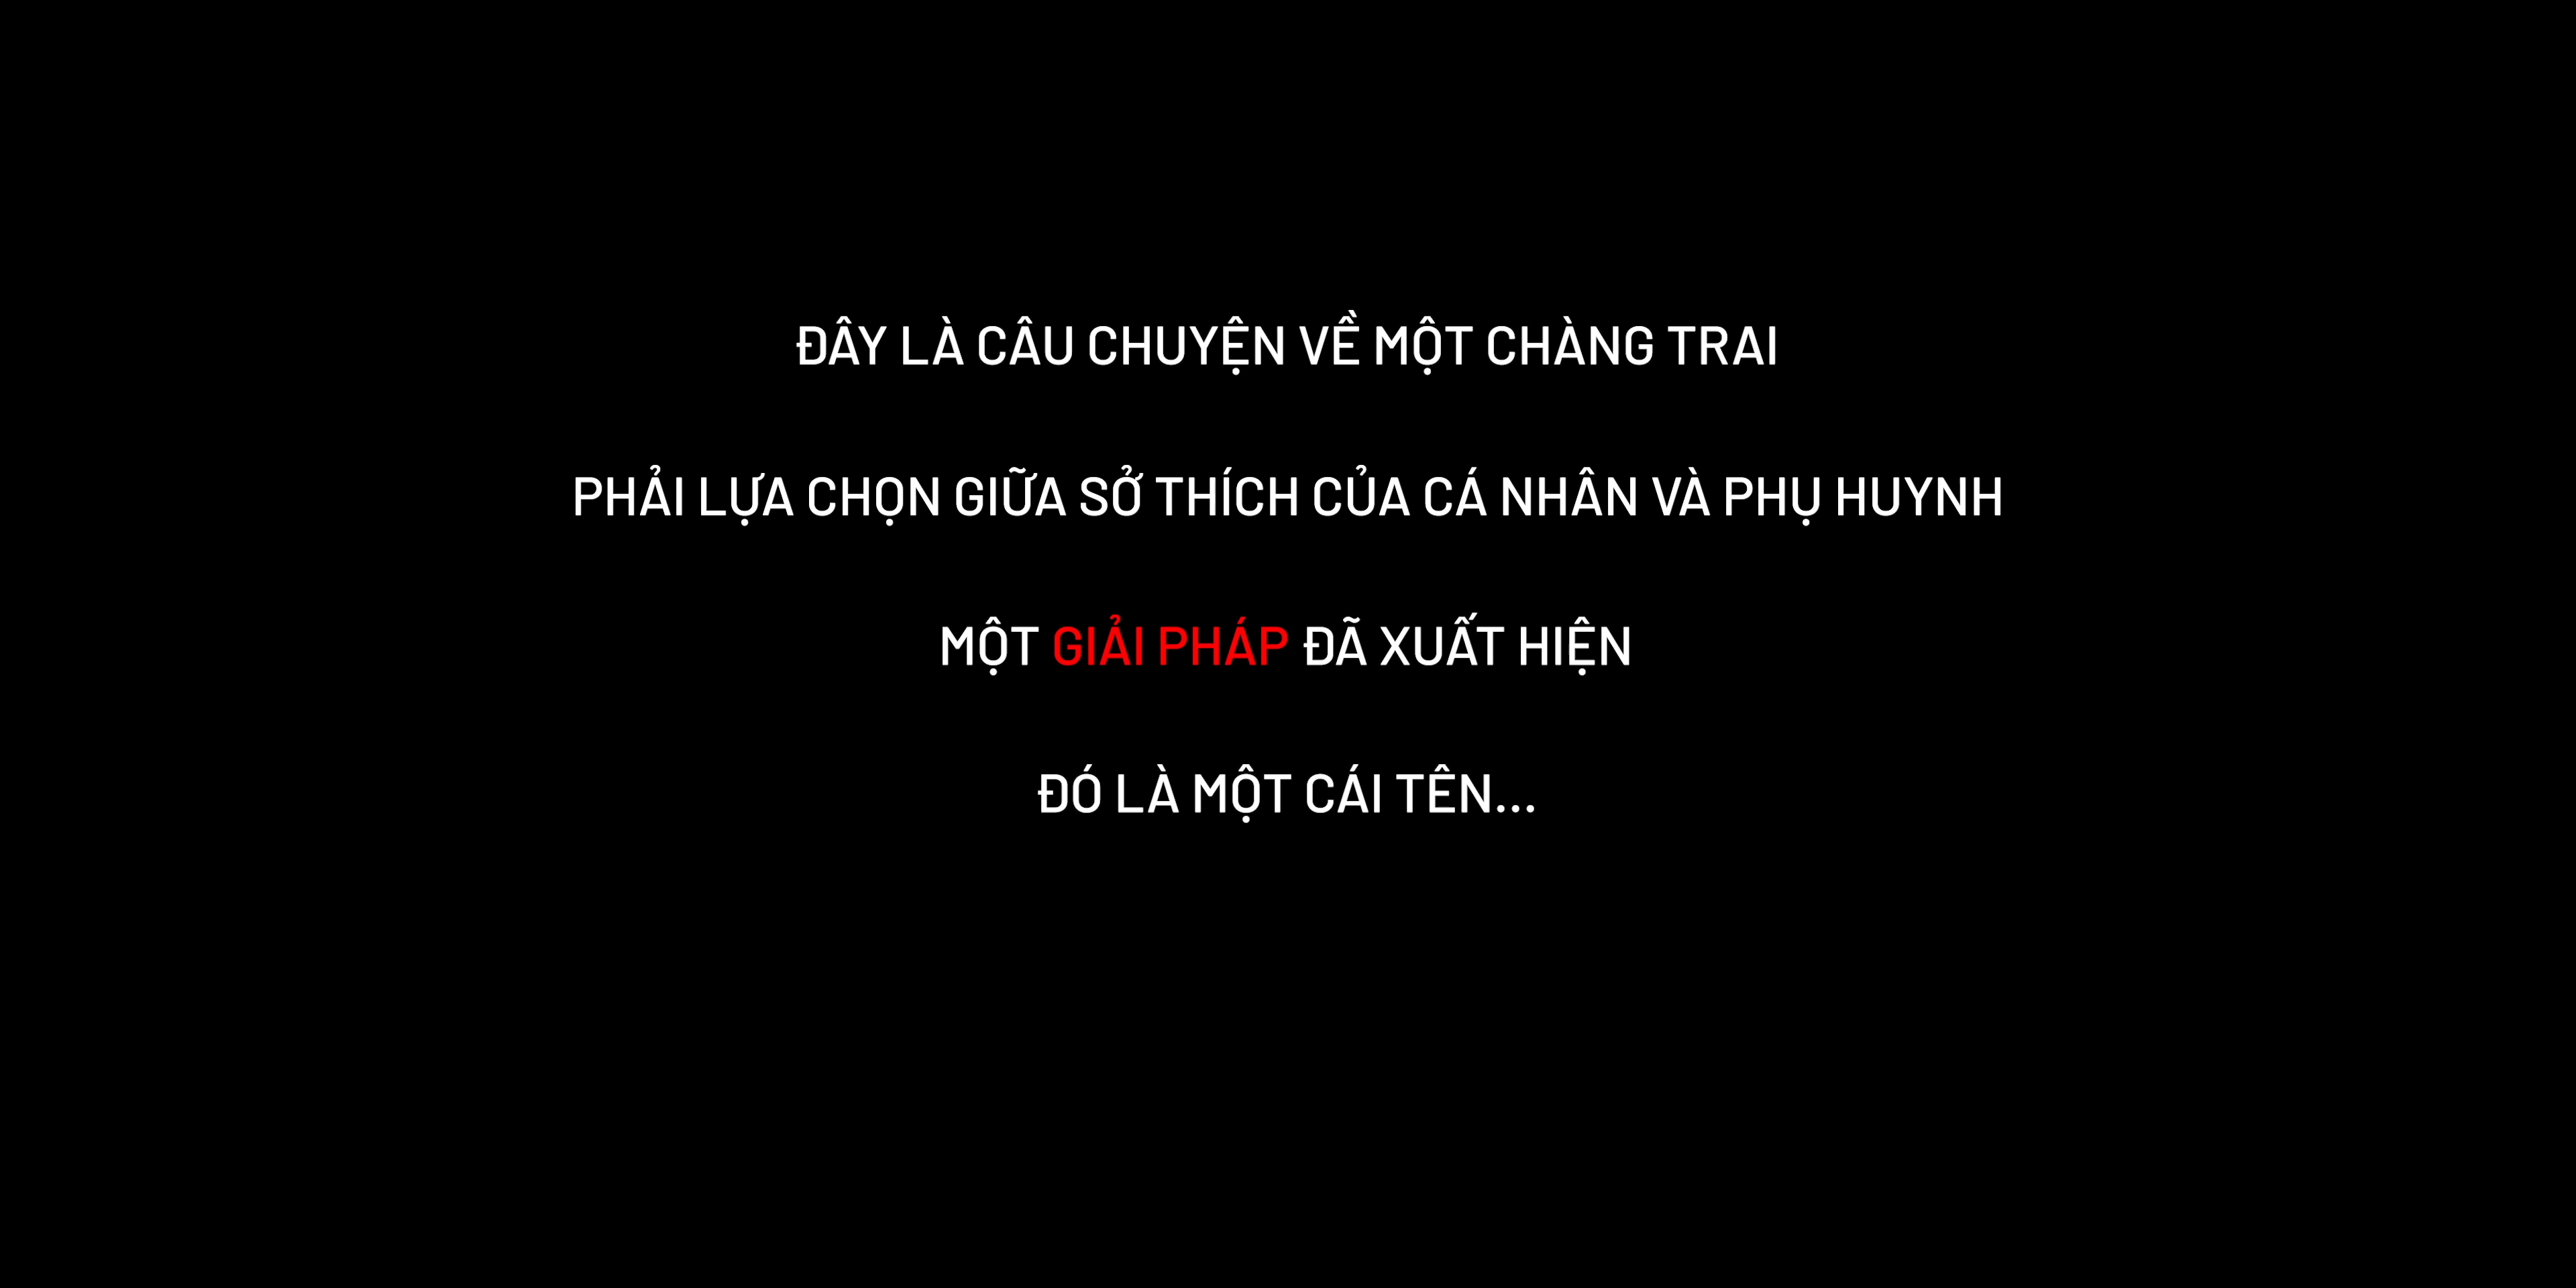 ĐÂY LÀ CÂU CHUYỆN VỀ MỘT CHÀNG TRAI
PHẢI LỰA CHỌN GIỮA SỞ THÍCH CỦA CÁ NHÂN VÀ PHỤ HUYNH
MỘT GIẢI PHÁP ĐÃ XUẤT HIỆN
ĐÓ LÀ MỘT CÁI TÊN...